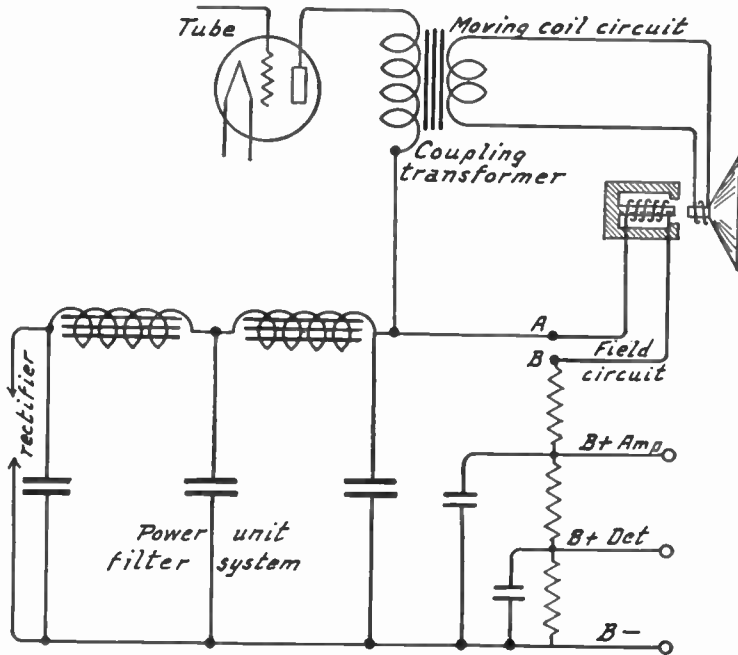 Tube
Moving coil circuit
Coupling
transformer
A
B
Field
circuit
rectifier
B+ Amp
Power unit
filter system
B+ Det
B-